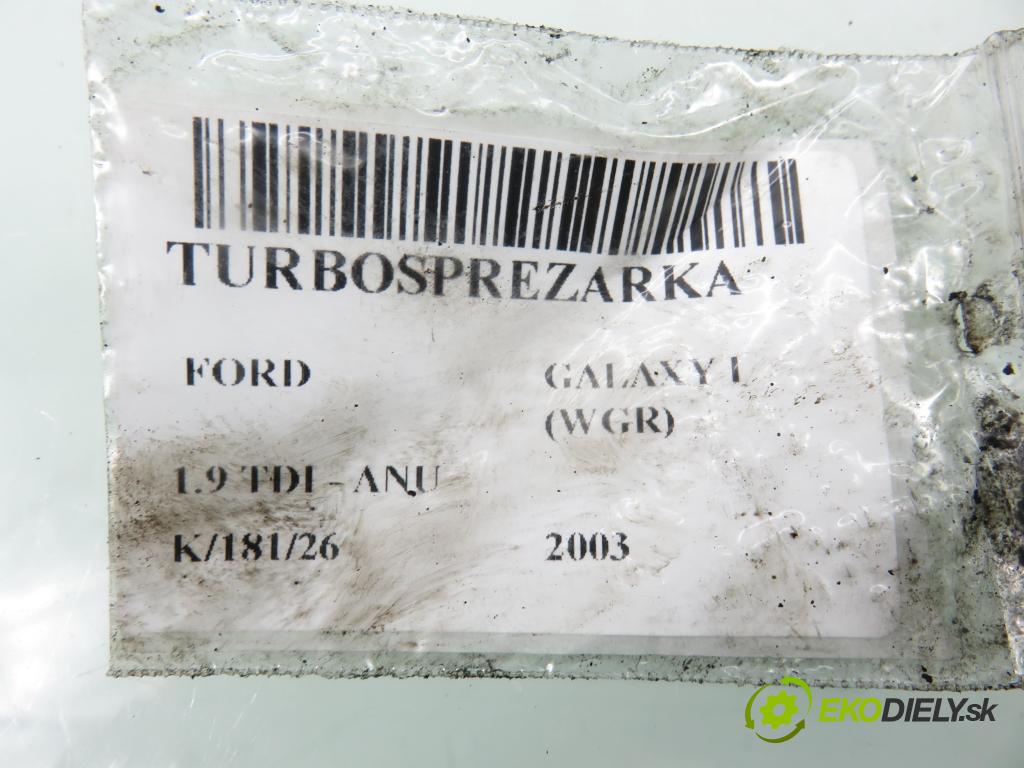 TURBOSPREZARKA
FORD GALAXY I
(WGR)
1.9 TDI - ANU
K/181/26 2003
EKODIELY.sk